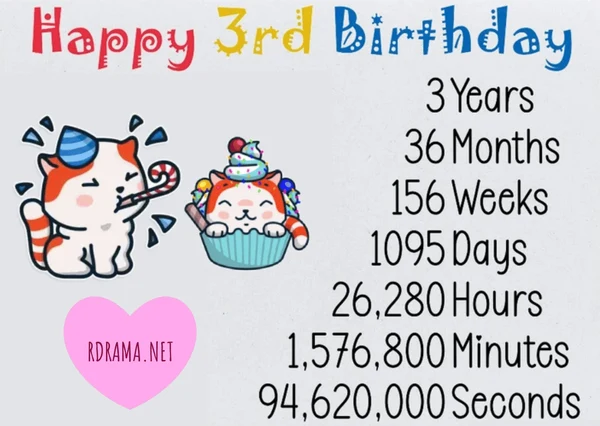 Happy 3rd Birthday
3 Years
36 Months
156 Weeks
1095 Days
26,280 Hours
1,576,800 Minutes
94,620,000 Seconds
RDRAMA.NET